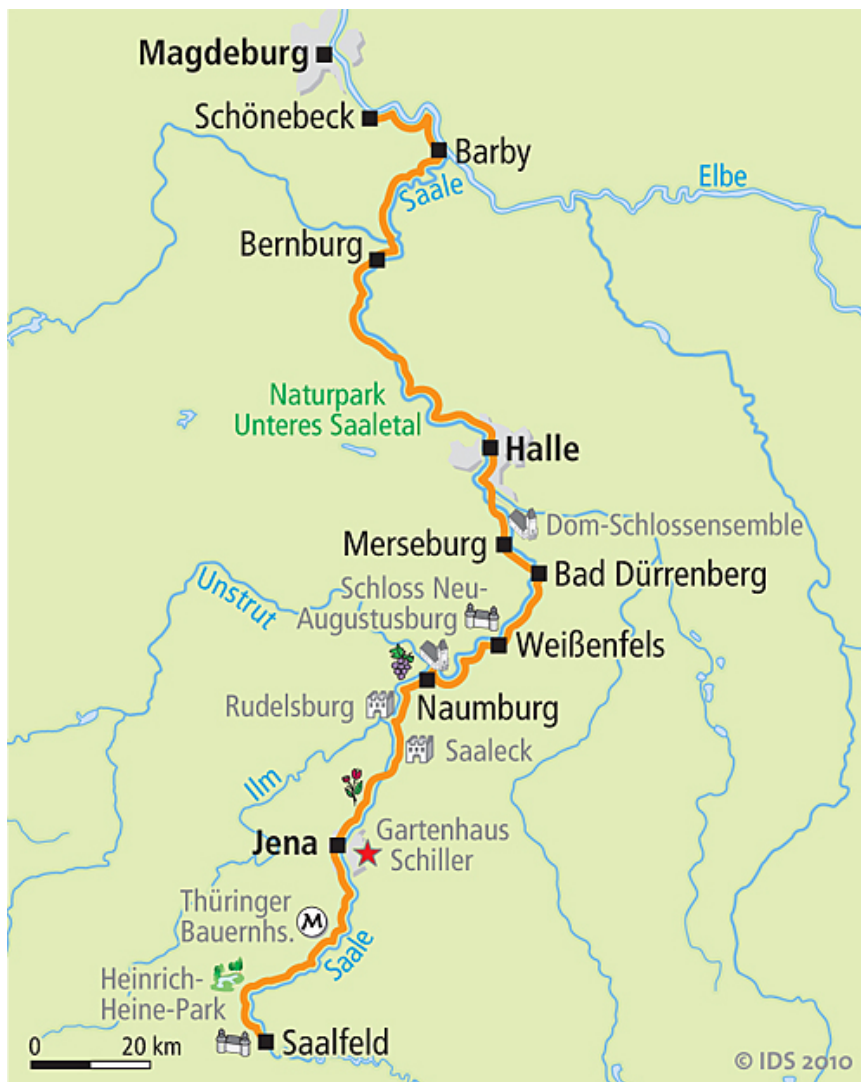 Magdeburg
Schönebeck
Barby
Saale
Elbe
Bernburg
Naturpark
Unteres Saaletal
Halle
Dom-Schlossensemble
Merseburg
Bad Dürrenberg
Unstrut
Schloss Neu-
Augustusburg
Weißenfels
Naumburg
Rudelsburg
Saaleck
Ilm
Jena
Gartenhaus
Schiller
Thüringer
Bauernhs.
M
Saale
Heinrich-
Heine-Park
Saalfeld
0 20 km
© IDS 2010